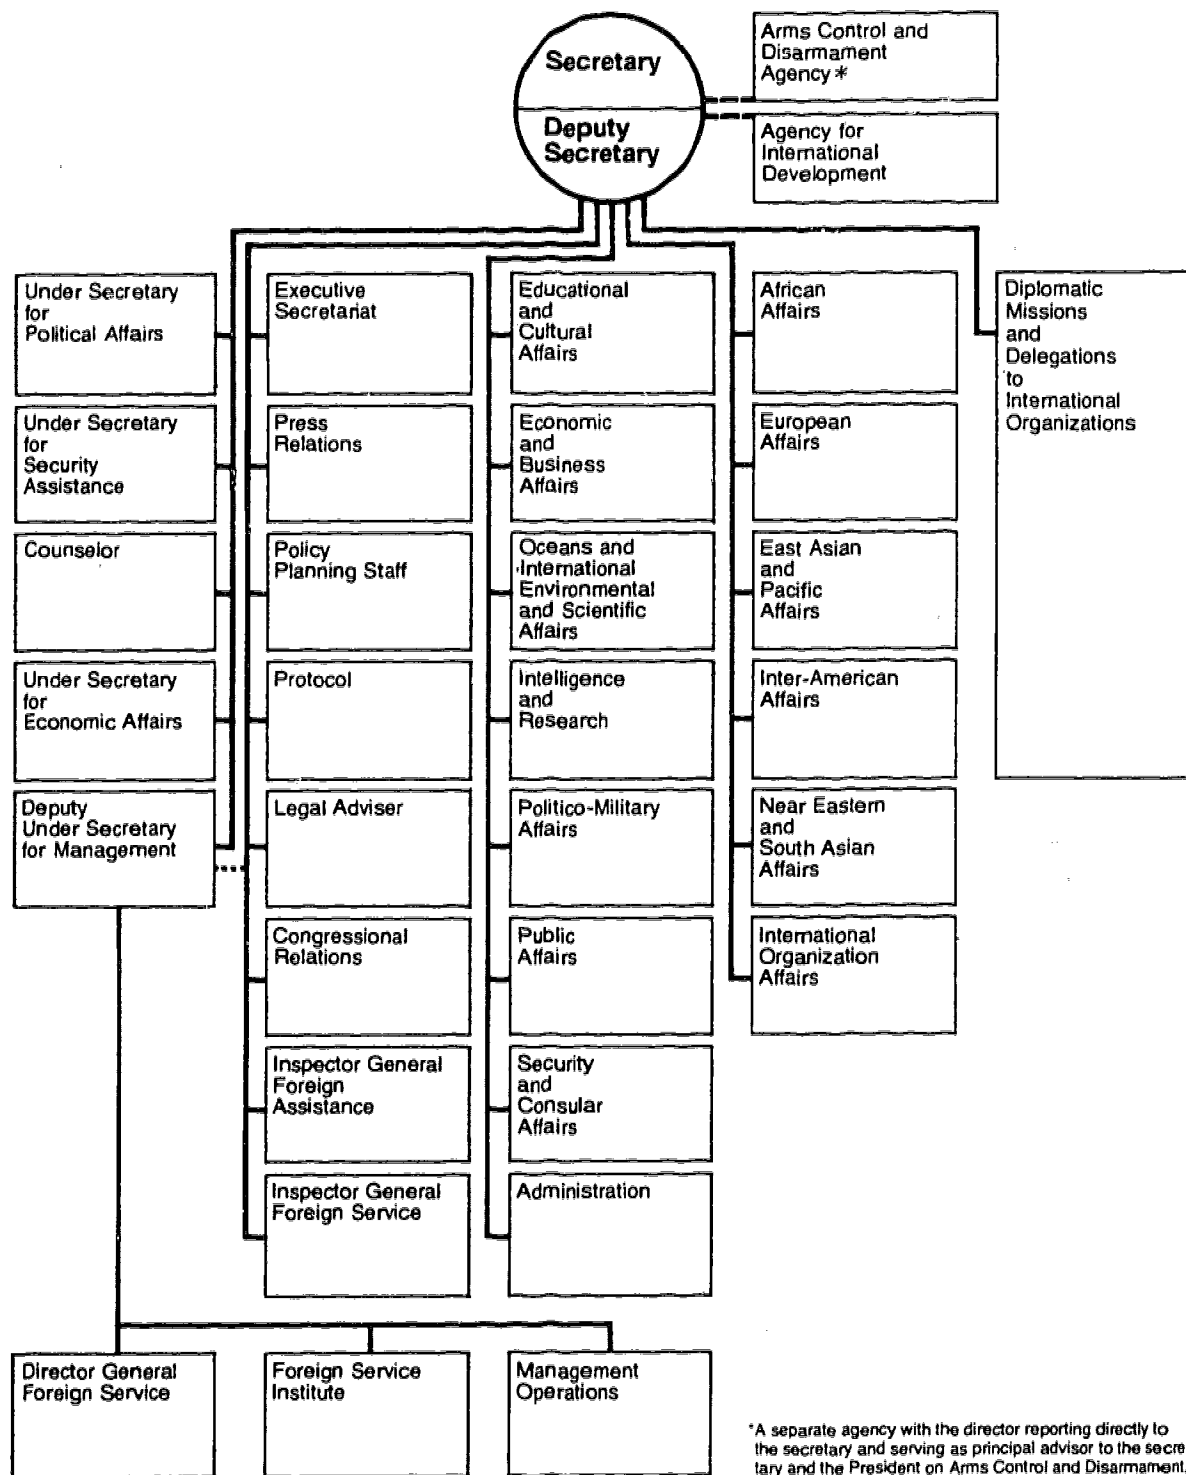 Secretary
Deputy
Secretary
Arms Control and
Disarmament
Agency*
Agency for
International
Development
Under Secretary
for
Political Affairs
Under Secretary
for
Security
Assistance
Counselor
Under Secretary
for
Economic Affairs
Deputy
Under Secretary
for Management
Executive
Secretariat
Press
Relations
Policy
Planning Staff
Protocol
Legal Adviser
Congressional
Relations
Inspector General
Foreign
Assistance
Inspector General
Foreign Service
Educational
and
Cultural
Affairs
Economic
and
Business
Affairs
Oceans and
International
Environmental
and Scientific
Affairs
Intelligence
and
Research
Politico-Military
Affairs
Public
Affairs
Security
and
Consular
Affairs
Administration
African
Affairs
European
Affairs
East Asian
and
Pacific
Affairs
Inter-American
Affairs
Near Eastern
and
South Asian
Affairs
International
Organization
Affairs
Diplomatic
Missions
and
Delegations
to
International
Organizations
Director General
Foreign Service
Foreign Service
Institute
Management
Operations
*A separate agency with the director reporting directly to
the secretary and serving as principal advisor to the secre
tary and the President on Arms Control and Disarmament.